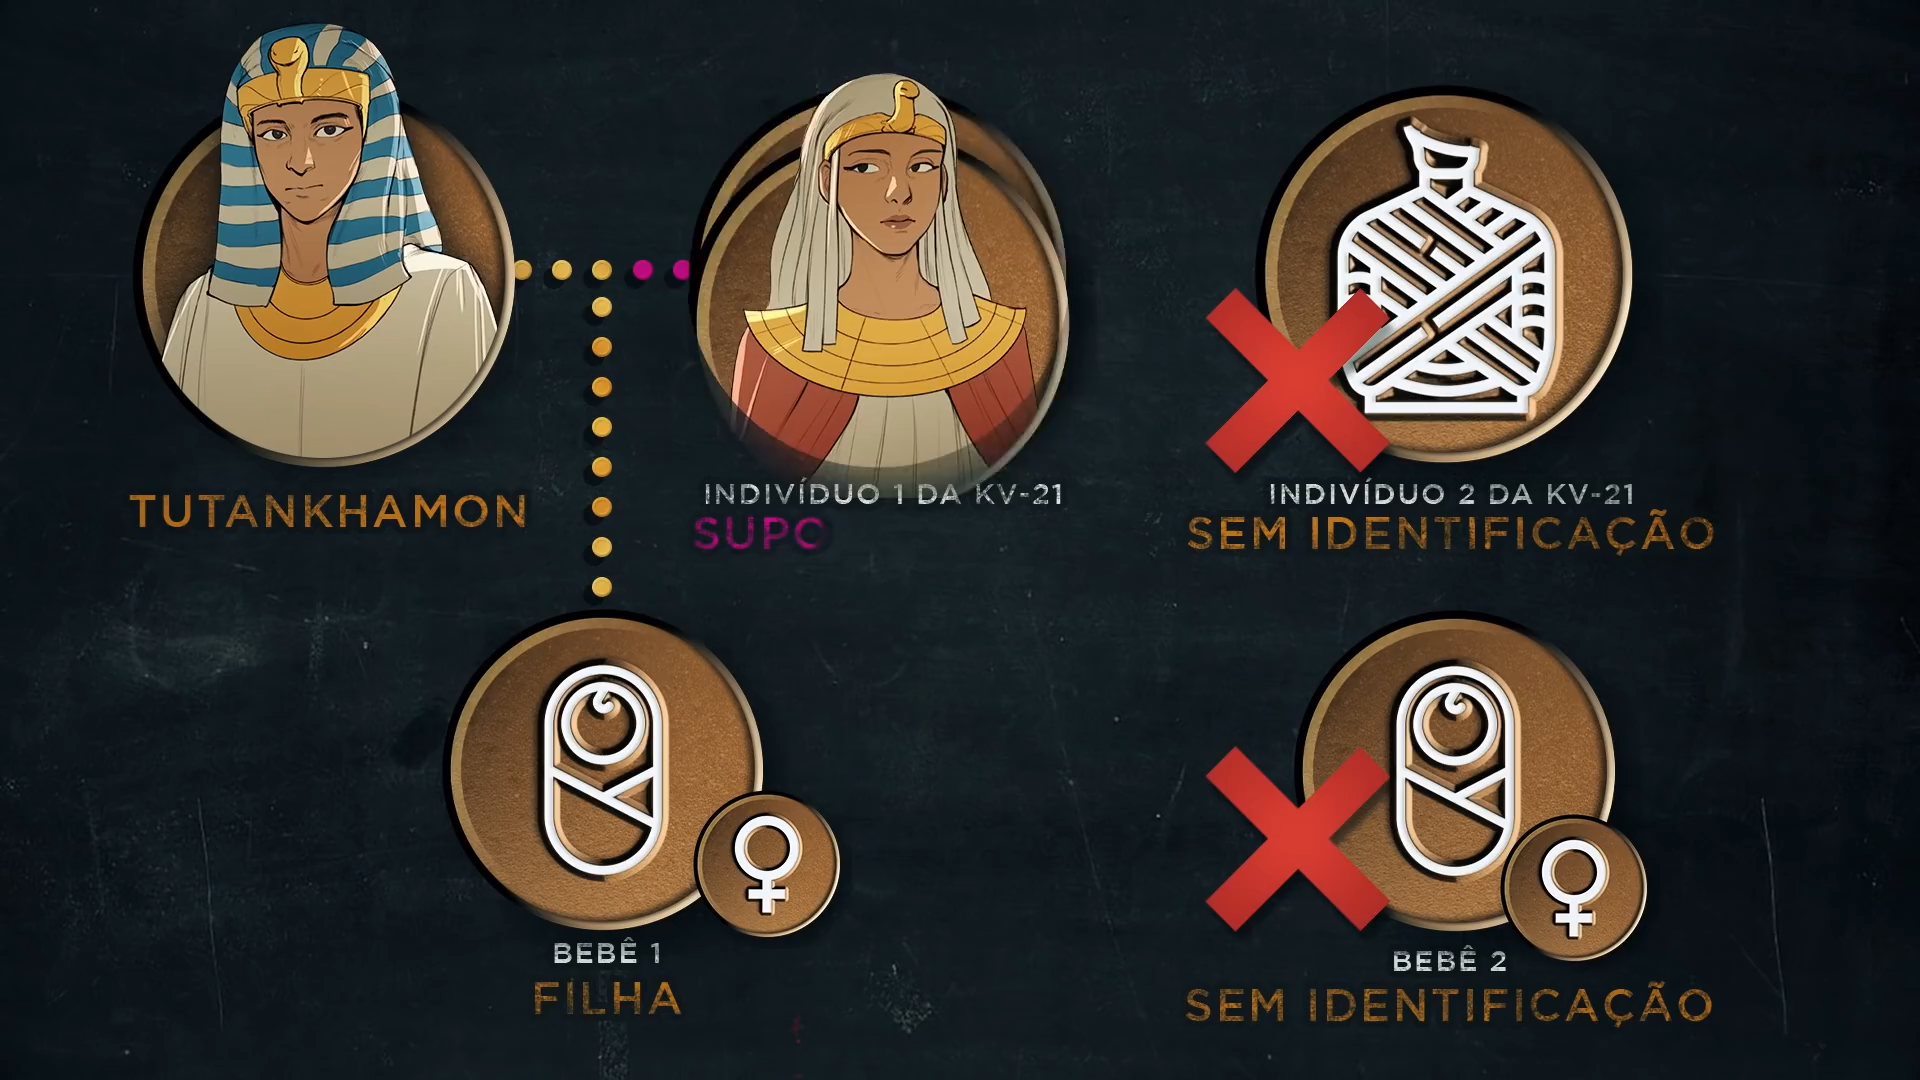 TUTANKHAMON
INDIVÍDUO 1 DA KV-21
SUPO
INDIVÍDUO 2 DA KV-21
SEM IDENTIFICAÇÃO
BEBÊ 1
FILHA
BEBÊ 2
SEM IDENTIFICAÇÃO